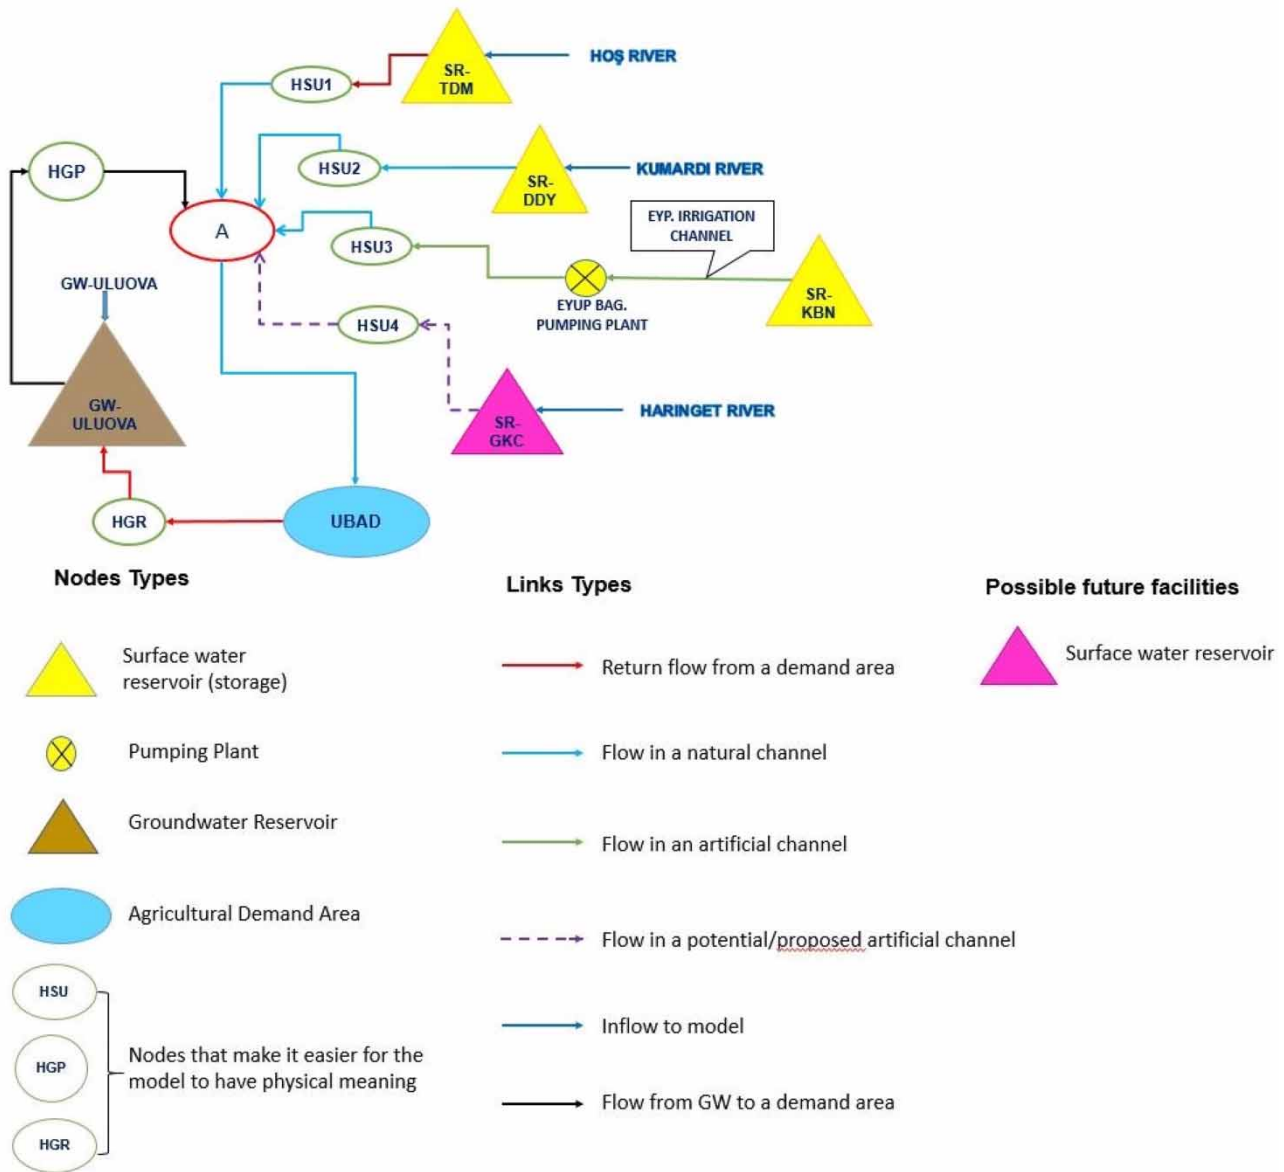 HOŞ RIVER
SR-
TDM
HSU1
HGP
HSU2
SR-
DDY
KUMARDI RIVER
A
HSU3
EYP. IRRIGATION
CHANNEL
GW-ULUOVA
EYUP BAG.
PUMPING PLANT
SR-
KBN
HSU4
GW-
ULUOVA
SR-
GKC
HARINGET RIVER
HGR
UBAD
Nodes Types
Surface water
reservoir (storage)
Pumping Plant
Groundwater Reservoir
Agricultural Demand Area
HSU
HGP
HGR
Nodes that make it easier for the
model to have physical meaning
Links Types
Return flow from a demand area
Flow in a natural channel
Flow in an artificial channel
Flow in a potential/proposed artificial channel
Inflow to model
Flow from GW to a demand area
Possible future facilities
Surface water reservoir